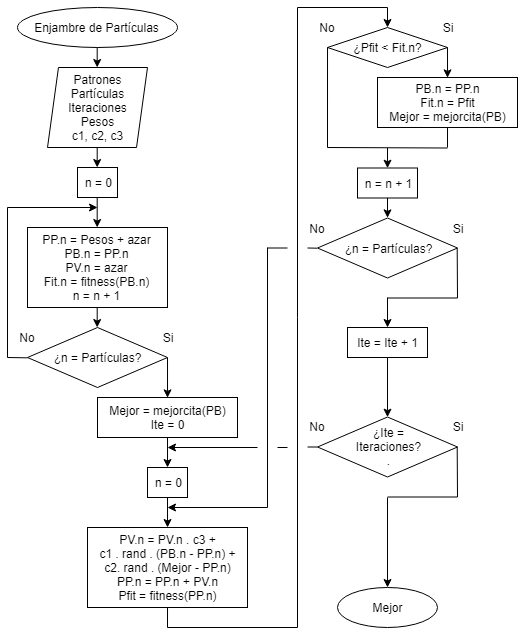 Enjambre de Partículas
Patrones
Partículas
Iteraciones
Pesos
c1, c2, c3
n = 0
PP.n = Pesos + azar
PB.n = PP.n
PV.n = azar
Fit.n = fitness(PB.n)
n = n + 1
No
Si
¿n = Partículas?
Mejor = mejorcita(PB)
Ite = 0
n = 0
PV.n = PV.n . c3 +
c1 . rand . (PB.n - PP.n) +
c2. rand . (Mejor - PP.n)
PP.n = PP.n + PV.n
Pfit = fitness(PP.n)
No
Si
¿Pfit < Fit.n?
PB.n = PP.n
Fit.n = Pfit
Mejor = mejorcita(PB)
n = n + 1
No
Si
¿n = Partículas?
Ite = Ite + 1
No
Si
¿Ite =
Iteraciones?
.
Mejor